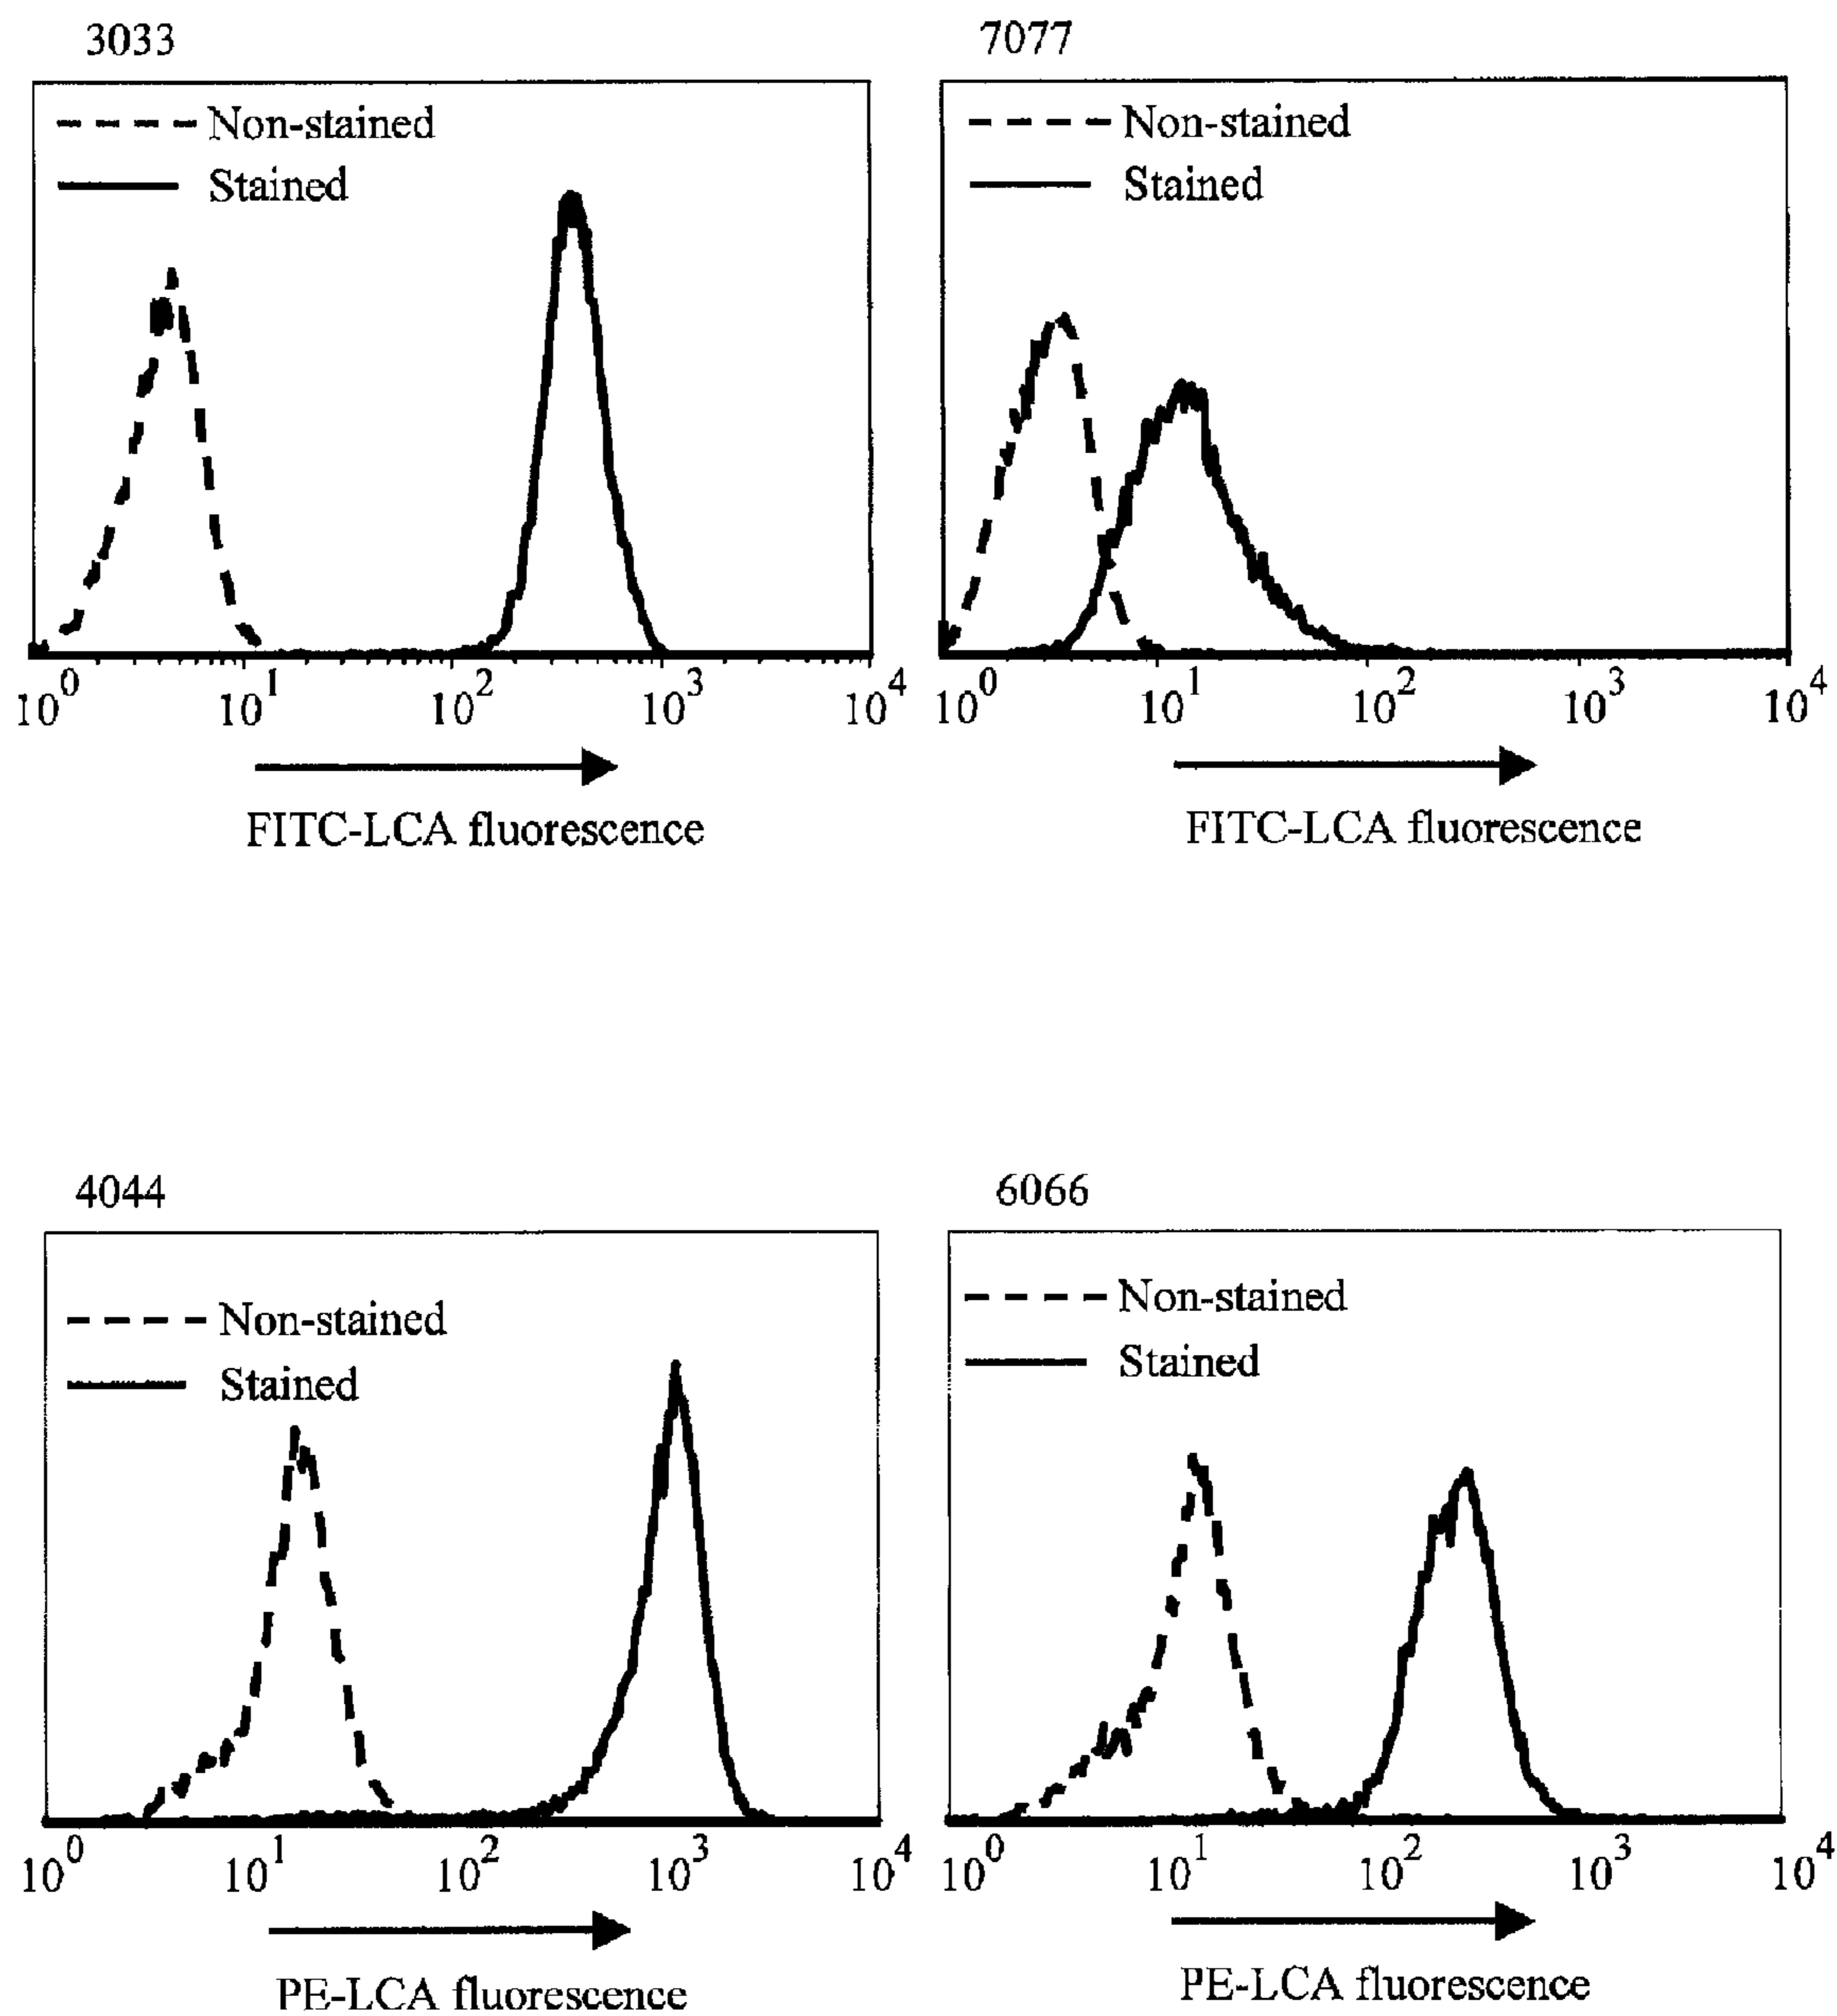 3033
Non-stained
Stained
10^0 10^1 10^2 10^3 10^4
FITC-LCA fluorescence
7077
Non-stained
Stained
10^0 10^1 10^2 10^3 10^4
FITC-LCA fluorescence
4044
Non-stained
Stained
10^0 10^1 10^2 10^3 10^4
PE-LCA fluorescence
6066
Non-stained
Stained
10^0 10^1 10^2 10^3 10^4
PE-LCA fluorescence